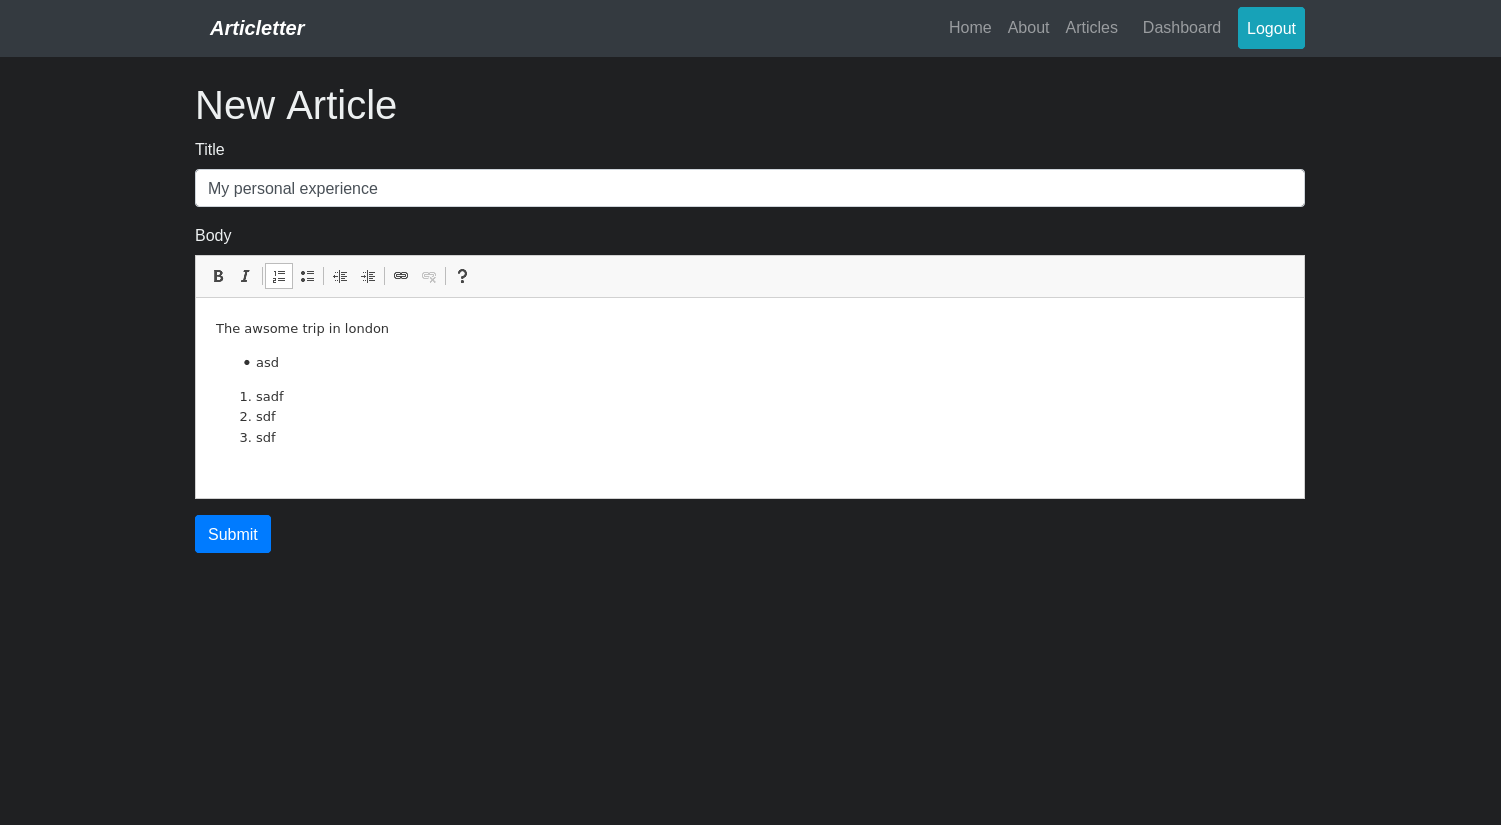 Articletter Home About Articles Dashboard Logout
New Article
Title
My personal experience
Body
B I ?
The awsome trip in london
• asd
1. sadf
2. sdf
3. sdf
Submit